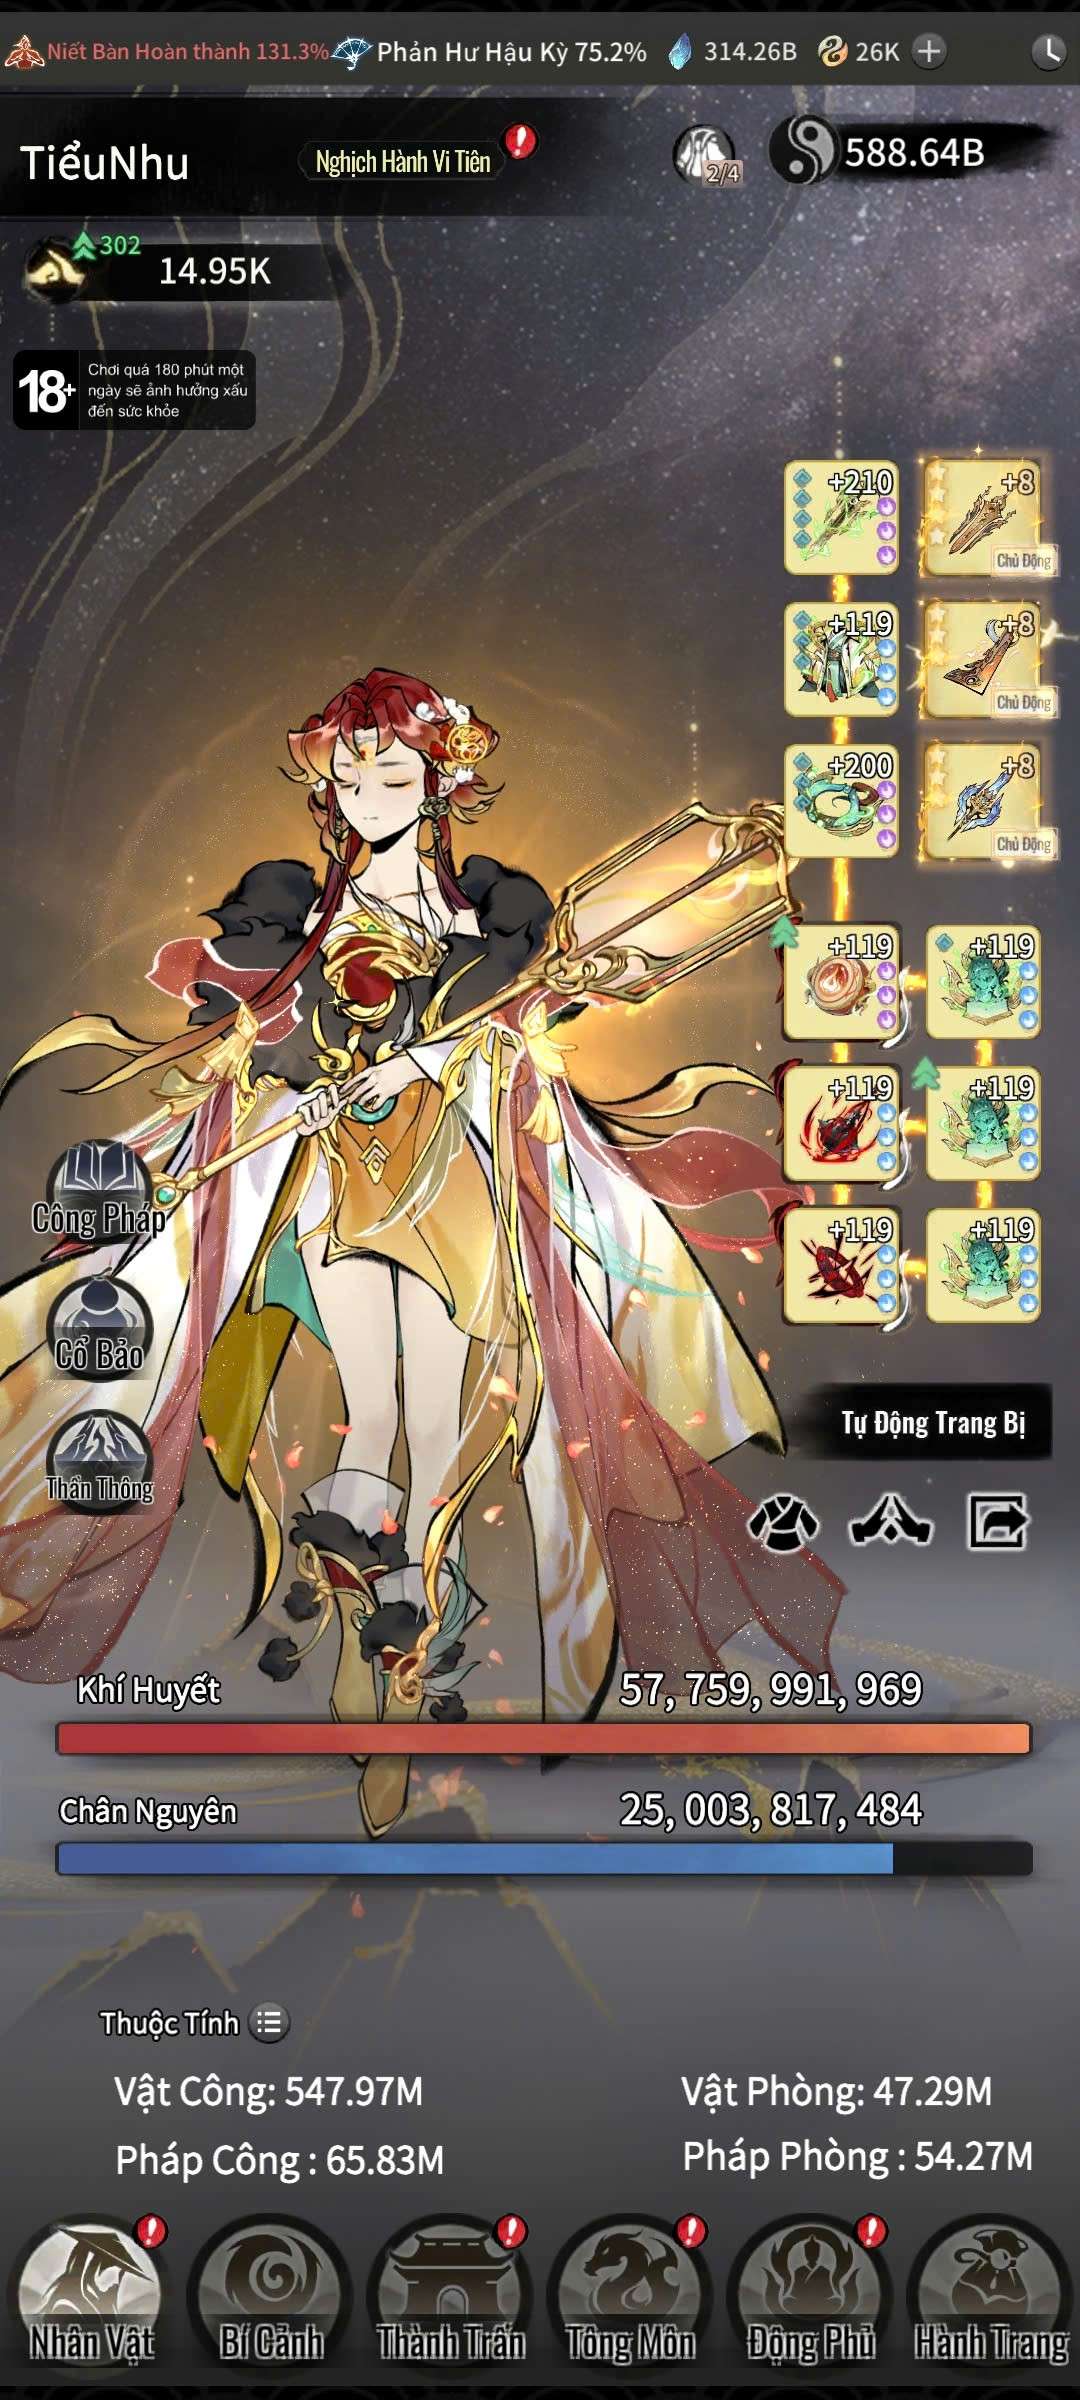 Niết Bàn Hoàn thành 131.3% Phản Hư Hậu Kỳ 75.2% 314.26B 26K
TiểuNhu
Nghịch Hành Vi Tiên
2/4
588.64B
302
14.95K
18+
Chơi quá 180 phút một
ngày sẽ ảnh hưởng xấu
đến sức khỏe
+210
+8
Chủ Động
+119
+8
Chủ Động
+200
+8
Chủ Động
+119
+119
+119
+119
+119
+119
Công Pháp
Cổ Bảo
Thần Thông
Tự Động Trang Bị
Khí Huyết 57, 759, 991, 969
Chân Nguyên 25, 003, 817, 484
Thuộc Tính
Vật Công: 547.97M Vật Phòng: 47.29M
Pháp Công : 65.83M Pháp Phòng : 54.27M
Nhân Vật Bí Cảnh Thành Trấn Tông Môn Động Phủ Hành Trang